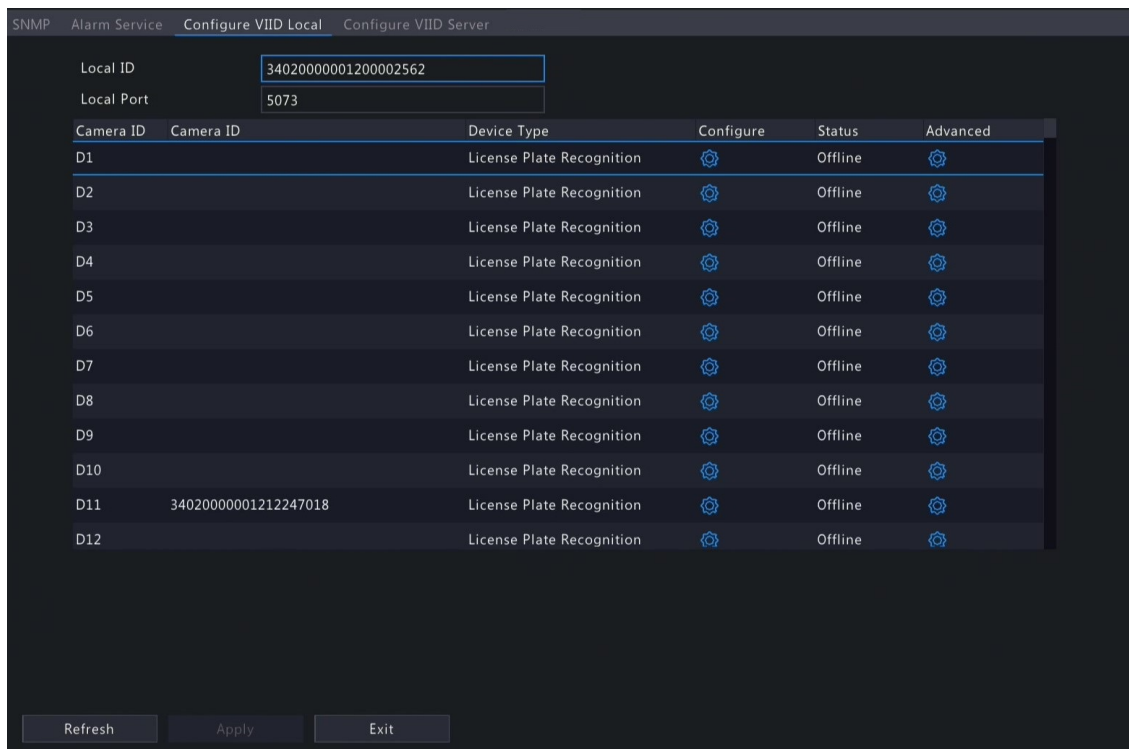 SNMP Alarm Service Configure VIID Local Configure VIID Server
Local ID 34020000001200002562
Local Port 5073
Camera ID Camera ID Device Type Configure Status Advanced
D1 License Plate Recognition Offline
D2 License Plate Recognition Offline
D3 License Plate Recognition Offline
D4 License Plate Recognition Offline
D5 License Plate Recognition Offline
D6 License Plate Recognition Offline
D7 License Plate Recognition Offline
D8 License Plate Recognition Offline
D9 License Plate Recognition Offline
D10 License Plate Recognition Offline
D11 34020000001212247018 License Plate Recognition Offline
D12 License Plate Recognition Offline
Refresh Apply Exit